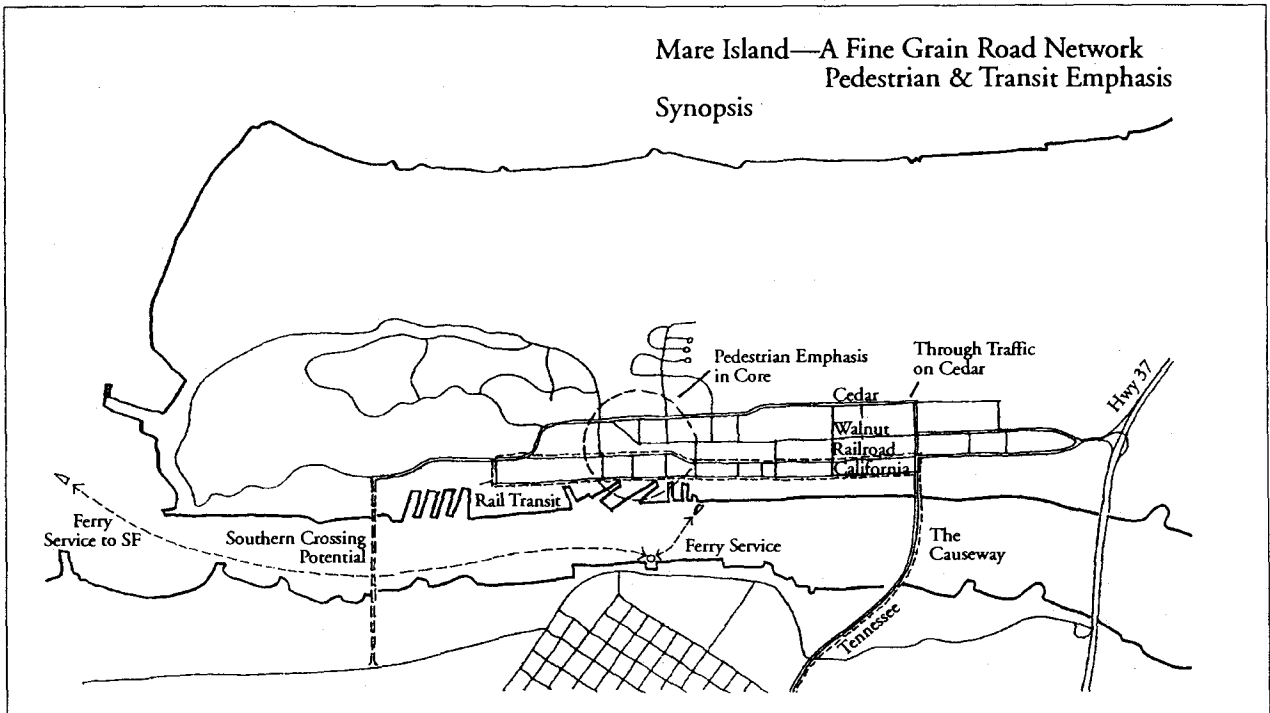 Mare Island—A Fine Grain Road Network
Pedestrian & Transit Emphasis
Synopsis
Pedestrian Emphasis
in Core
Through Traffic
on Cedar
Hwy 37
Cedar
Walnut
Railroad
California
Rail Transit
Ferry
Service to SF
Southern Crossing
Potential
Ferry Service
The
Causeway
Tennessee